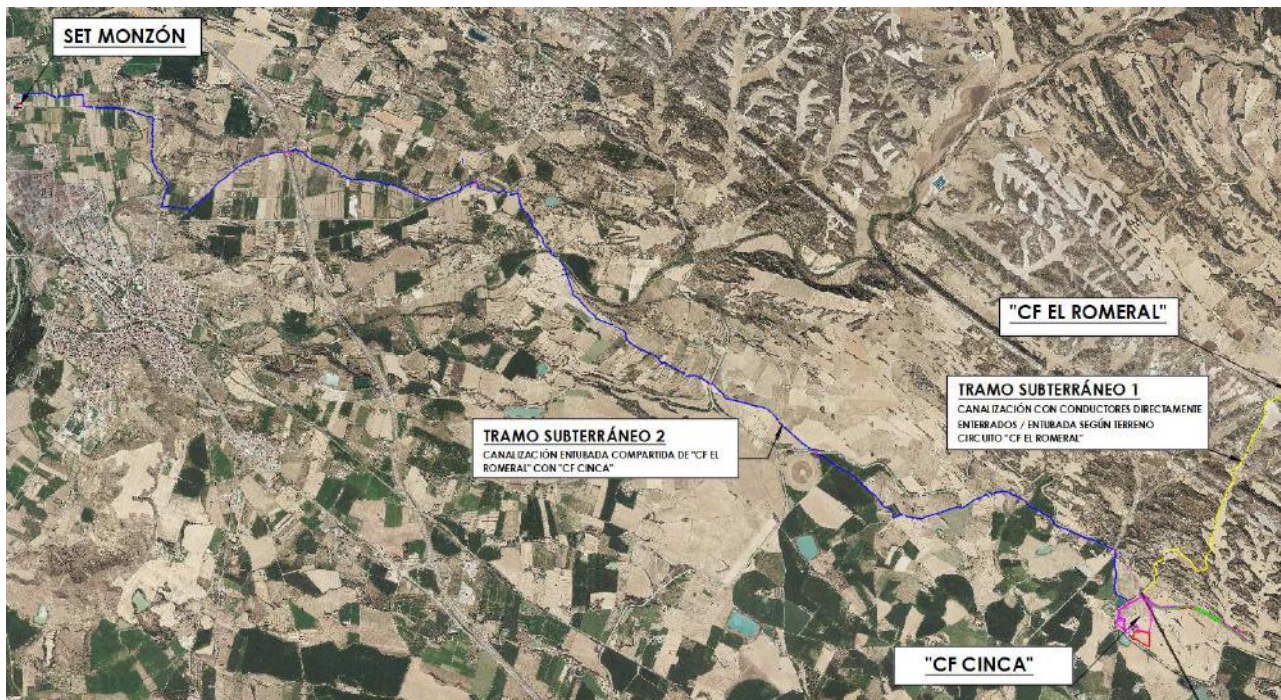 SET MONZÓN
"CF EL ROMERAL"
TRAMO SUBTERRÁNEO 1
CANALIZACIÓN CON CONDUCTORES DIRECTAMENTE
ENTERRADOS / ENTUBADA SEGÚN TERRENO
CIRCUITO "CF EL ROMERAL"
TRAMO SUBTERRÁNEO 2
CANALIZACIÓN ENTUBADA COMPARTIDA DE "CF EL
ROMERAL" CON "CF CINCA"
"CF CINCA"